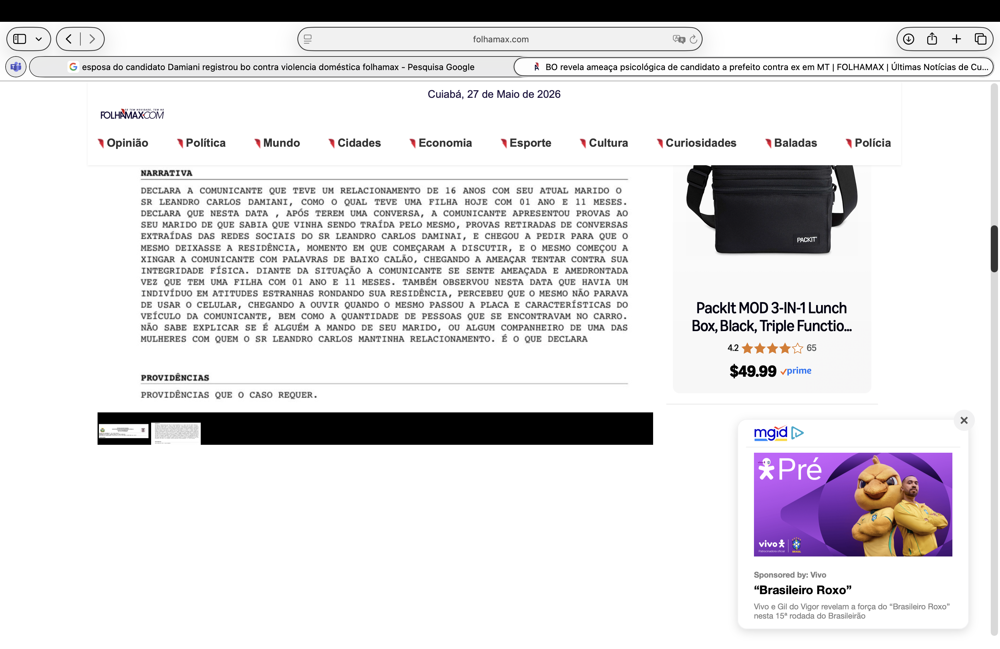 folhamax.com
esposa do candidato Damiani registrou bo contra violencia doméstica folhamax - Pesquisa Google
BO revela ameaça psicológica de candidato a prefeito contra ex em MT | FOLHAMAX | Últimas Notícias de Cu...
Cuiabá, 27 de Maio de 2026
SE TEM NOVIDADE, TEM NO
FOLHAMAX.COM
Opinião Política Mundo Cidades Economia Esporte Cultura Curiosidades Baladas Polícia
NARRATIVA
DECLARA A COMUNICANTE QUE TEVE UM RELACIONAMENTO DE 16 ANOS COM SEU ATUAL MARIDO O
SR LEANDRO CARLOS DAMIANI, COMO O QUAL TEVE UMA FILHA HOJE COM 01 ANO E 11 MESES.
DECLARA QUE NESTA DATA , APÓS TEREM UMA CONVERSA, A COMUNICANTE APRESENTOU PROVAS AO
SEU MARIDO DE QUE SABIA QUE VINHA SENDO TRAÍDA PELO MESMO, PROVAS RETIRADAS DE CONVERSAS
EXTRAÍDAS DAS REDES SOCIAIS DO SR LEANDRO CARLOS DAMINAI, E CHEGOU A PEDIR PARA QUE O
MESMO DEIXASSE A RESIDÊNCIA, MOMENTO EM QUE COMEÇARAM A DISCUTIR, E O MESMO COMEÇOU A
XINGAR A COMUNICANTE COM PALAVRAS DE BAIXO CALÃO, CHEGANDO A AMEAÇAR TENTAR CONTRA SUA
INTEGRIDADE FÍSICA. DIANTE DA SITUAÇÃO A COMUNICANTE SE SENTE AMEAÇADA E AMEDRONTADA
VEZ QUE TEM UMA FILHA COM 01 ANO E 11 MESES. TAMBÉM OBSERVOU NESTA DATA QUE HAVIA UM
INDIVÍDUO EM ATITUDES ESTRANHAS RONDANDO SUA RESIDÊNCIA, PERCEBEU QUE O MESMO NÃO PARAVA
DE USAR O CELULAR, CHEGANDO A OUVIR QUANDO O MESMO PASSOU A PLACA E CARACTERÍSTICAS DO
VEÍCULO DA COMUNICANTE, BEM COMO A QUANTIDADE DE PESSOAS QUE SE ENCONTRAVAM NO CARRO.
NÃO SABE EXPLICAR SE É ALGUÉM A MANDO DE SEU MARIDO, OU ALGUM COMPANHEIRO DE UMA DAS
MULHERES COM QUEM O SR LEANDRO CARLOS MANTINHA RELACIONAMENTO. É O QUE DECLARA
PROVIDÊNCIAS
PROVIDÊNCIAS QUE O CASO REQUER.
PACKIT
PackIt MOD 3-IN-1 Lunch
Box, Black, Triple Functio...
4.2 65
$49.99 prime
mgid
Pré
vivo
Patrocinadora oficial
BRASIL
Sponsored by: Vivo
“Brasileiro Roxo”
Vivo e Gil do Vigor revelam a força do “Brasileiro Roxo”
nesta 15ª rodada do Brasileirão